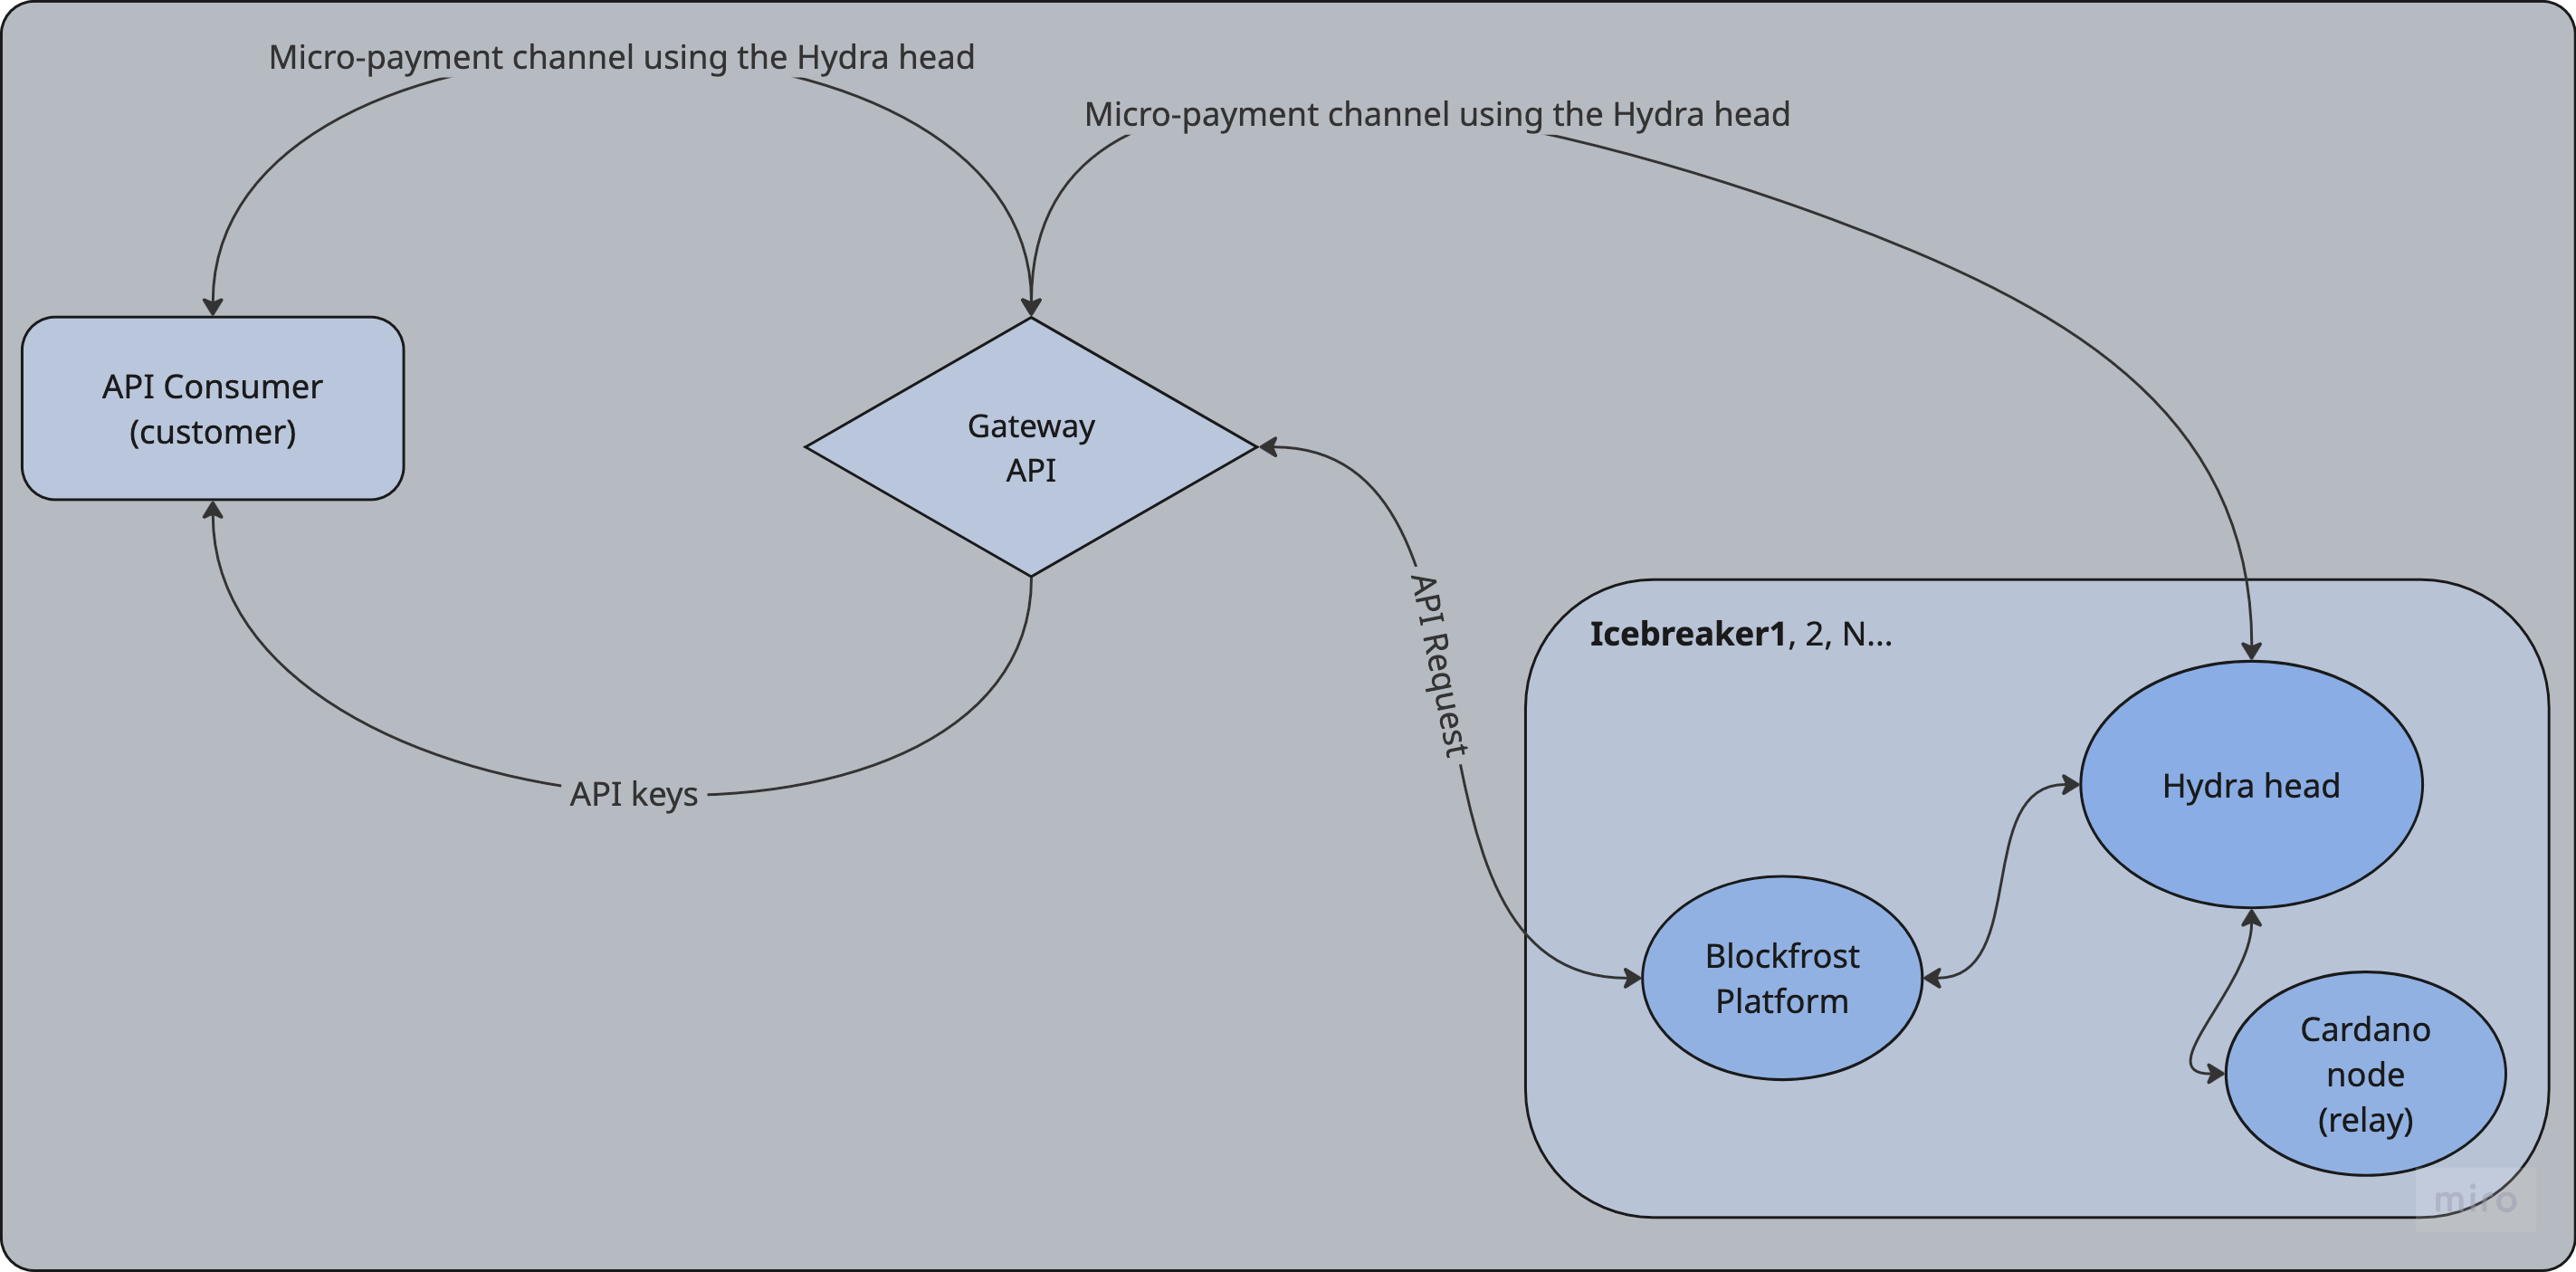 Micro-payment channel using the Hydra head
Micro-payment channel using the Hydra head
API Consumer
(customer)
Gateway
API
API Request
Icebreaker1, 2, N...
Hydra head
API keys
Blockfrost
Platform
Cardano
node
(relay)
miro